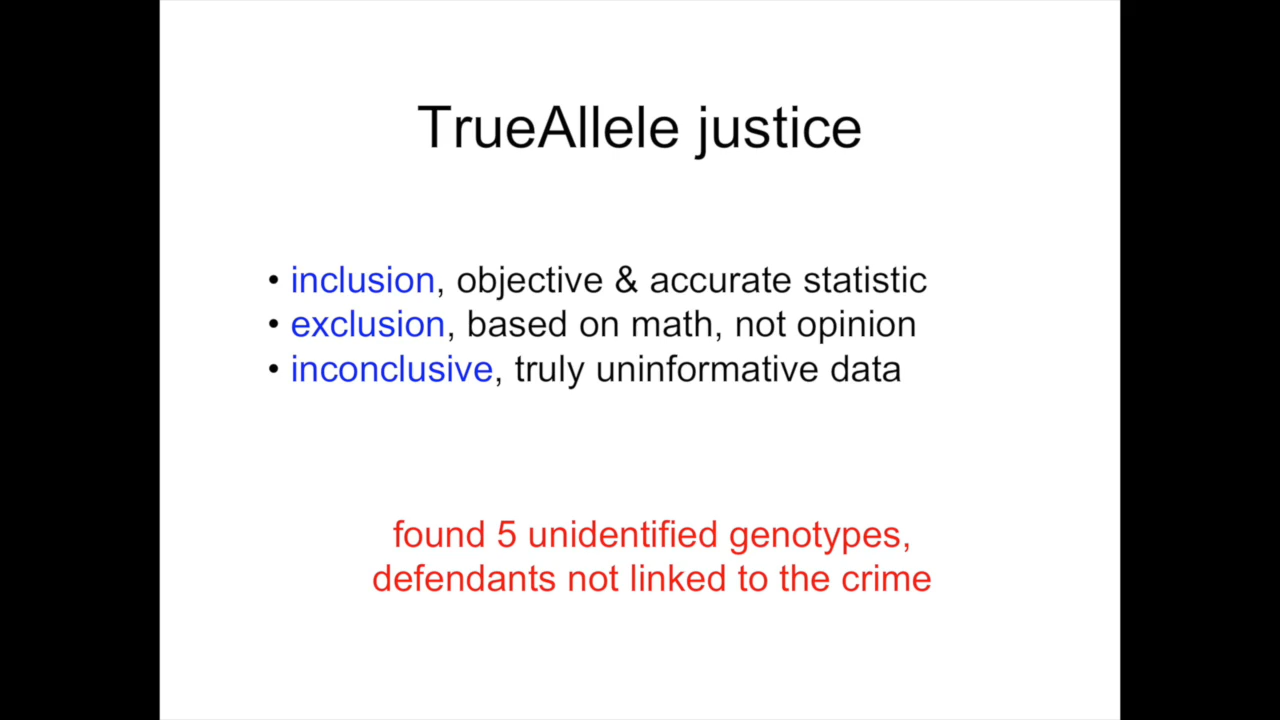 TrueAllele justice
• inclusion, objective & accurate statistic
• exclusion, based on math, not opinion
• inconclusive, truly uninformative data
found 5 unidentified genotypes,
defendants not linked to the crime